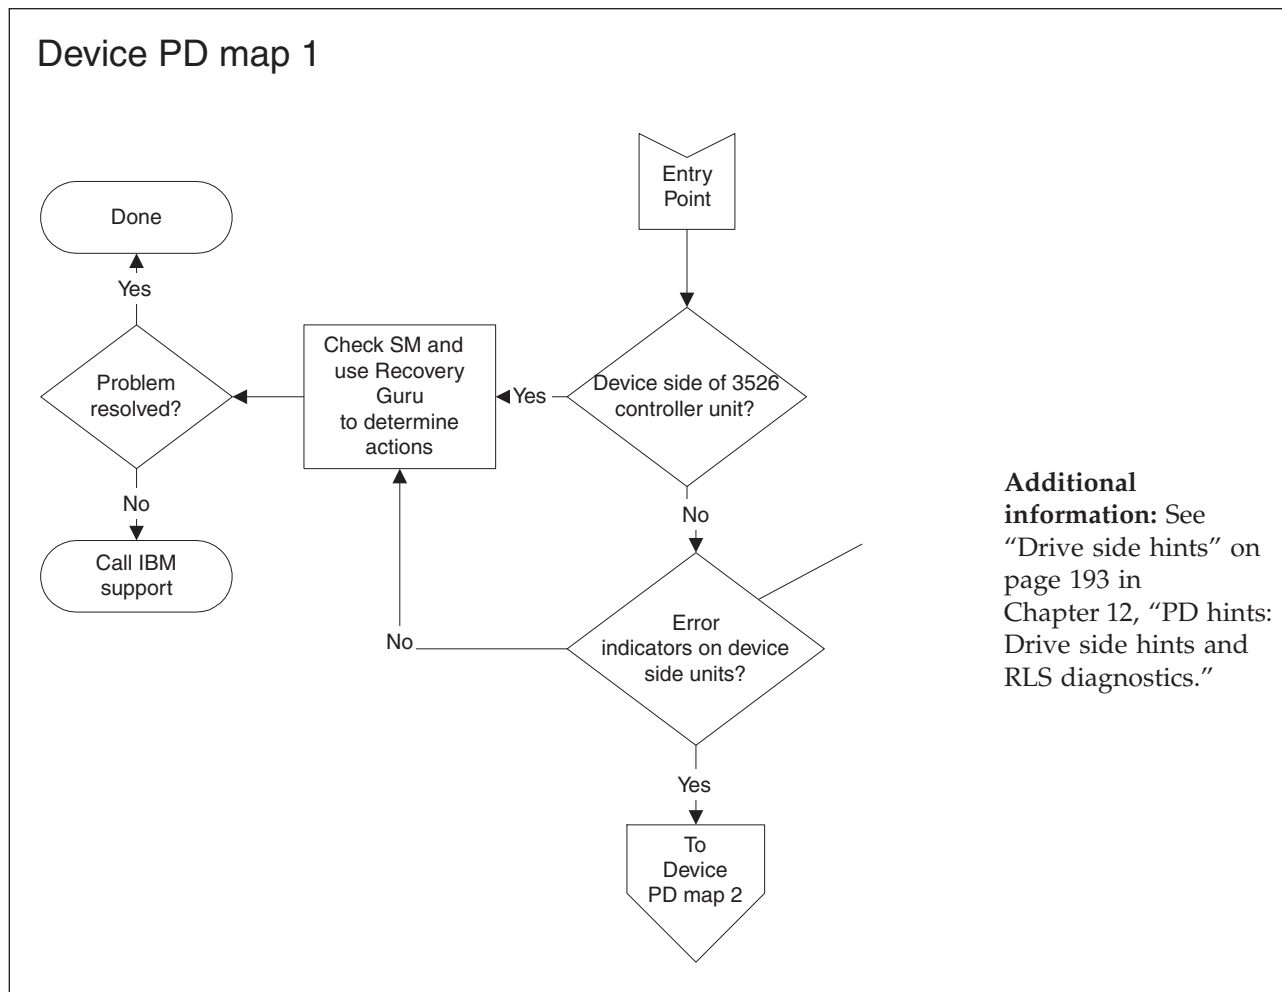 Device PD map 1
Entry
Point
Done
Yes
Problem
resolved?
Check SM and
use Recovery
Guru
to determine
actions
Yes
Device side of 3526
controller unit?
No
Call IBM
support
No
No
Error
indicators on device
side units?
Yes
To
Device
PD map 2
Additional
information: See
“Drive side hints” on
page 193 in
Chapter 12, “PD hints:
Drive side hints and
RLS diagnostics.”